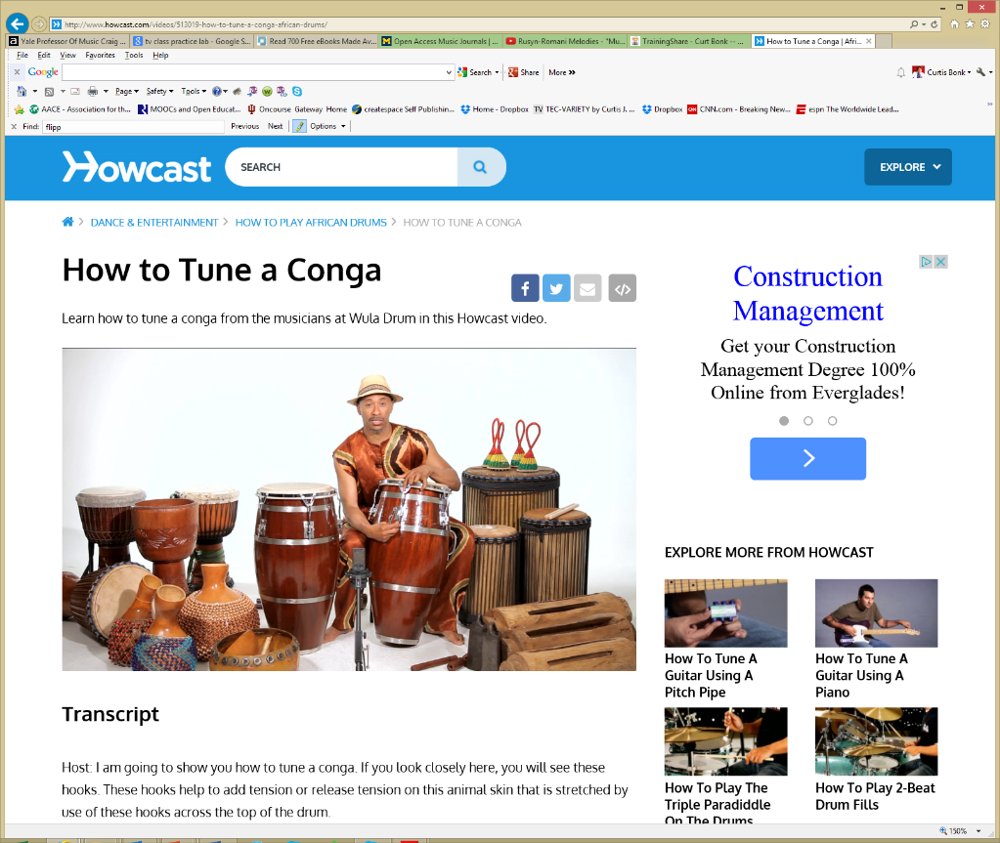 http://www.howcast.com/videos/513019-how-to-tune-a-conga-african-drums/
Yale Professor Of Music Craig ...
tv class practice lab - Google S...
Read 700 Free eBooks Made Av...
Open Access Music Journals | ...
Rusyn-Romani Melodies - "Mu...
TrainingShare - Curt Bonk -- ...
How to Tune a Conga | Afri...
File Edit View Favorites Tools Help
Google
Search
Share
More »
Curtis Bonk
Page Safety Tools
AACE - Association for th...
MOOCs and Open Educat...
Oncourse Gateway Home
createspace Self Publishin...
Home - Dropbox
TEC-VARIETY by Curtis J. ...
Dropbox
CNN.com - Breaking New...
espn The Worldwide Lead...
Find: flipp
Previous Next
Options
Howcast
SEARCH
EXPLORE
DANCE & ENTERTAINMENT > HOW TO PLAY AFRICAN DRUMS > HOW TO TUNE A CONGA
How to Tune a Conga
Learn how to tune a conga from the musicians at Wula Drum in this Howcast video.
Transcript
Host: I am going to show you how to tune a conga. If you look closely here, you will see these
hooks. These hooks help to add tension or release tension on this animal skin that is stretched by
use of these hooks across the top of the drum.
Construction
Management
Get your Construction
Management Degree 100%
Online from Everglades!
EXPLORE MORE FROM HOWCAST
How To Tune A
Guitar Using A
Pitch Pipe
How To Tune A
Guitar Using A
Piano
How To Play The
Triple Paradiddle
On The Drums
How To Play 2-Beat
Drum Fills
150%